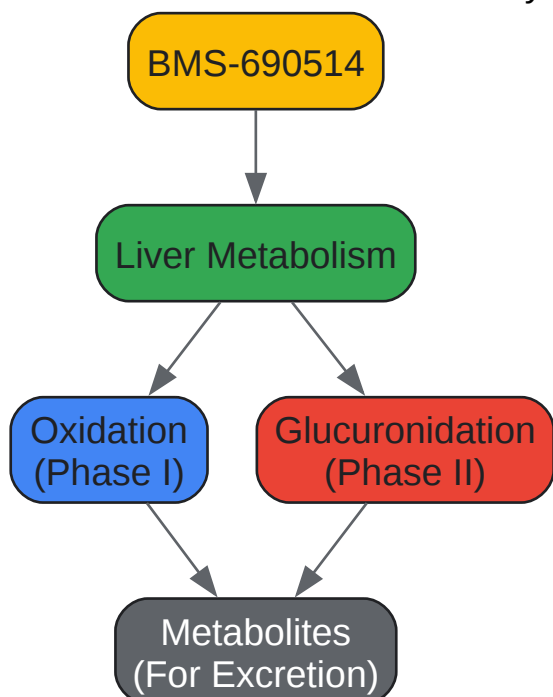 BMS-690514
Liver Metabolism
Oxidation
(Phase I)
Glucuronidation
(Phase II)
Metabolites
(For Excretion)